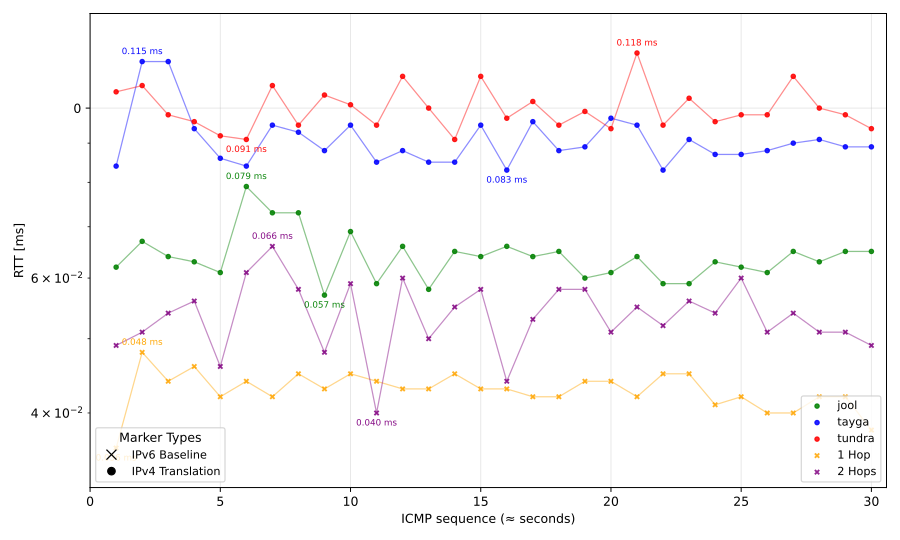 0.115 ms
0.118 ms
0
0.091 ms
0.079 ms
0.083 ms
0.066 ms
RTT [ms]
6 × 10⁻²
0.057 ms
0.048 ms
4 × 10⁻²
0.040 ms
jool
tayga
tundra
1 Hop
2 Hops
Marker Types
IPv6 Baseline
IPv4 Translation
0 5 10 15 20 25 30
ICMP sequence (≈ seconds)